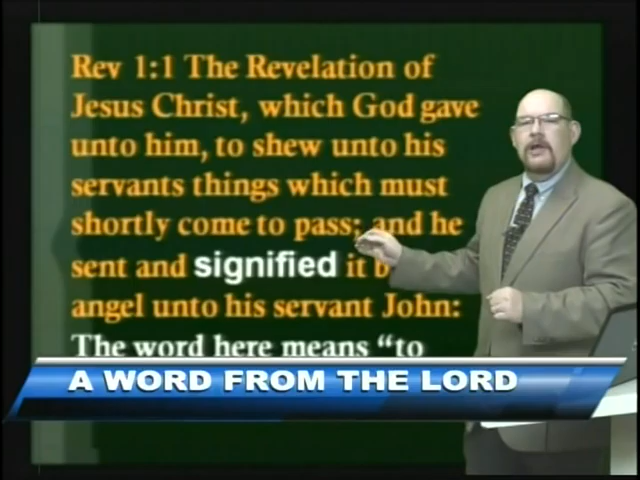 Rev 1:1 The Revelation of
Jesus Christ, which God gave
unto him, to shew unto his
servants things which must
shortly come to pass; and he
sent and signified it
angel unto his servant John:
The word here means “to
A WORD FROM THE LORD